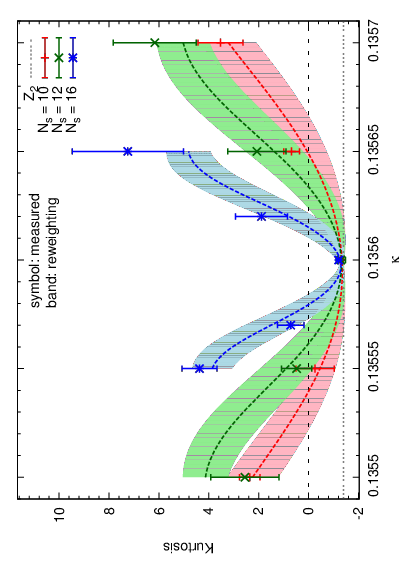 Z₂
Nₛ = 10
Nₛ = 12
Nₛ = 16
symbol: measured
band: reweighting
Kurtosis
10
8
6
4
2
0
-2
0.1355
0.13555
0.1356
0.13565
0.1357
κ